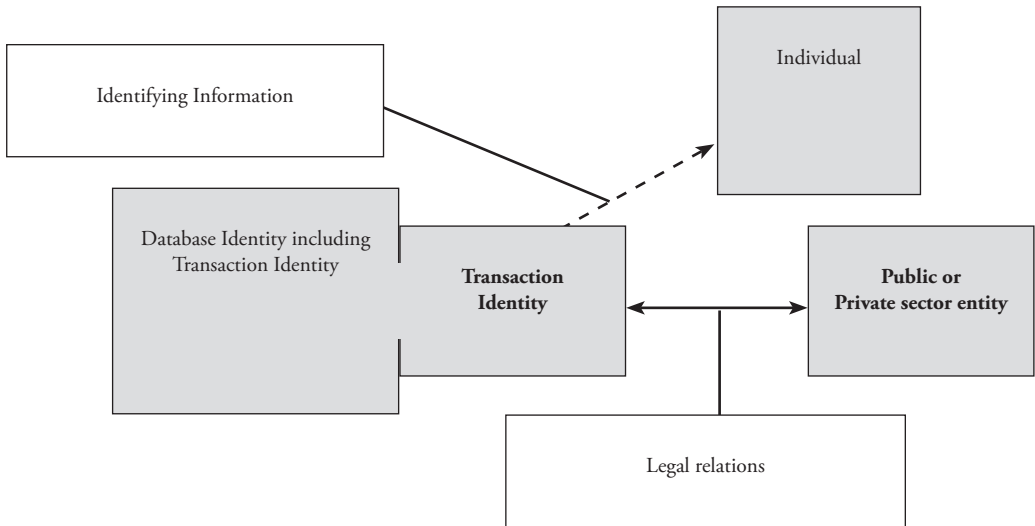 Individual
Identifying Information
Database Identity including
Transaction Identity
Transaction
Identity
Public or
Private sector entity
Legal relations